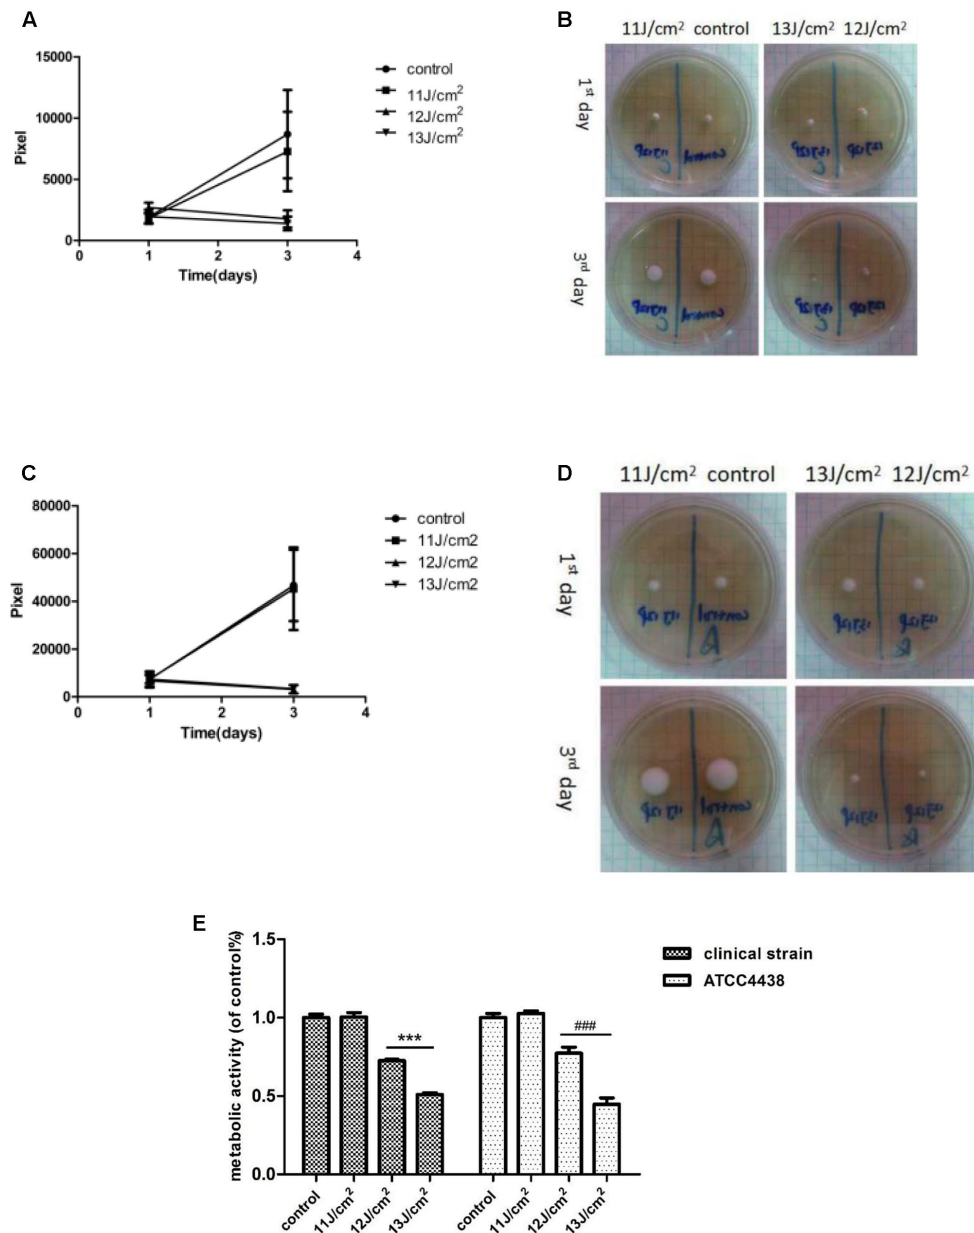 A
15000
10000
5000
0
Pixel
0 1 2 3 4
Time(days)
control
11J/cm²
12J/cm²
13J/cm²
B
11J/cm² control
13J/cm² 12J/cm²
1st day
3rd day
control
control
C
80000
60000
40000
20000
0
Pixel
0 1 2 3 4
Time(days)
control
11J/cm2
12J/cm2
13J/cm2
D
11J/cm² control
13J/cm² 12J/cm²
1st day
3rd day
control
control
E
1.5
1.0
0.5
0.0
metabolic activity (of control%)
***
###
control
11J/cm²
12J/cm²
13J/cm²
control
11J/cm²
12J/cm²
13J/cm²
clinical strain
ATCC4438